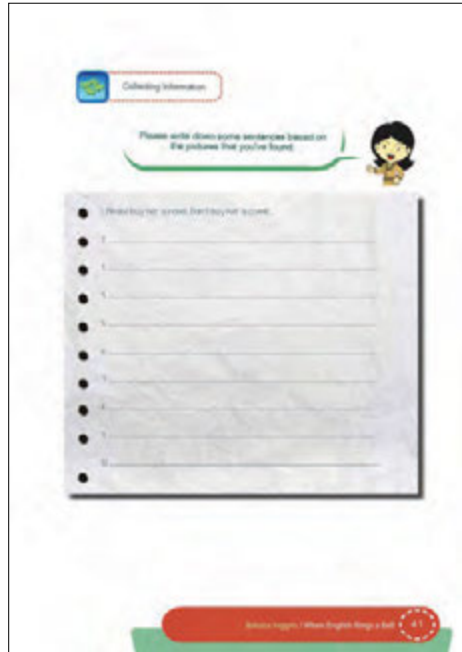 Collecting Information
Please write down some sentences based on
the pictures that you've found.
1.
2.
3.
4.
5.
6.
7.
8.
9.
10.
Bahasa Inggris / When English Rings a Bell 41